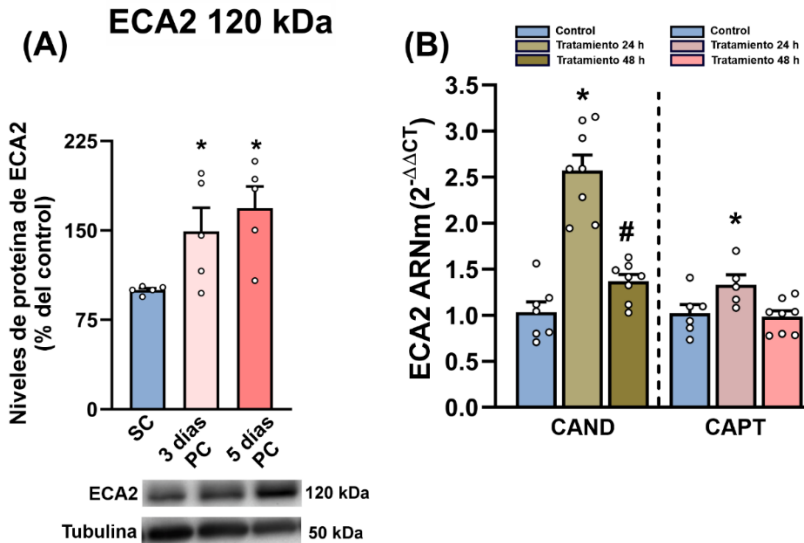 ECA2 120 kDa
(A)
Niveles de proteína de ECA2
(% del control)
225
150
75
0
*
*
SC
3 días
PC
5 días
PC
ECA2
120 kDa
Tubulina
50 kDa
(B)
Control
Tratamiento 24 h
Tratamiento 48 h
Control
Tratamiento 24 h
Tratamiento 48 h
ECA2 ARNm (2^-ΔΔCT)
3.5
3.0
2.5
2.0
1.5
1.0
0.5
0.0
*
#
*
CAND
CAPT